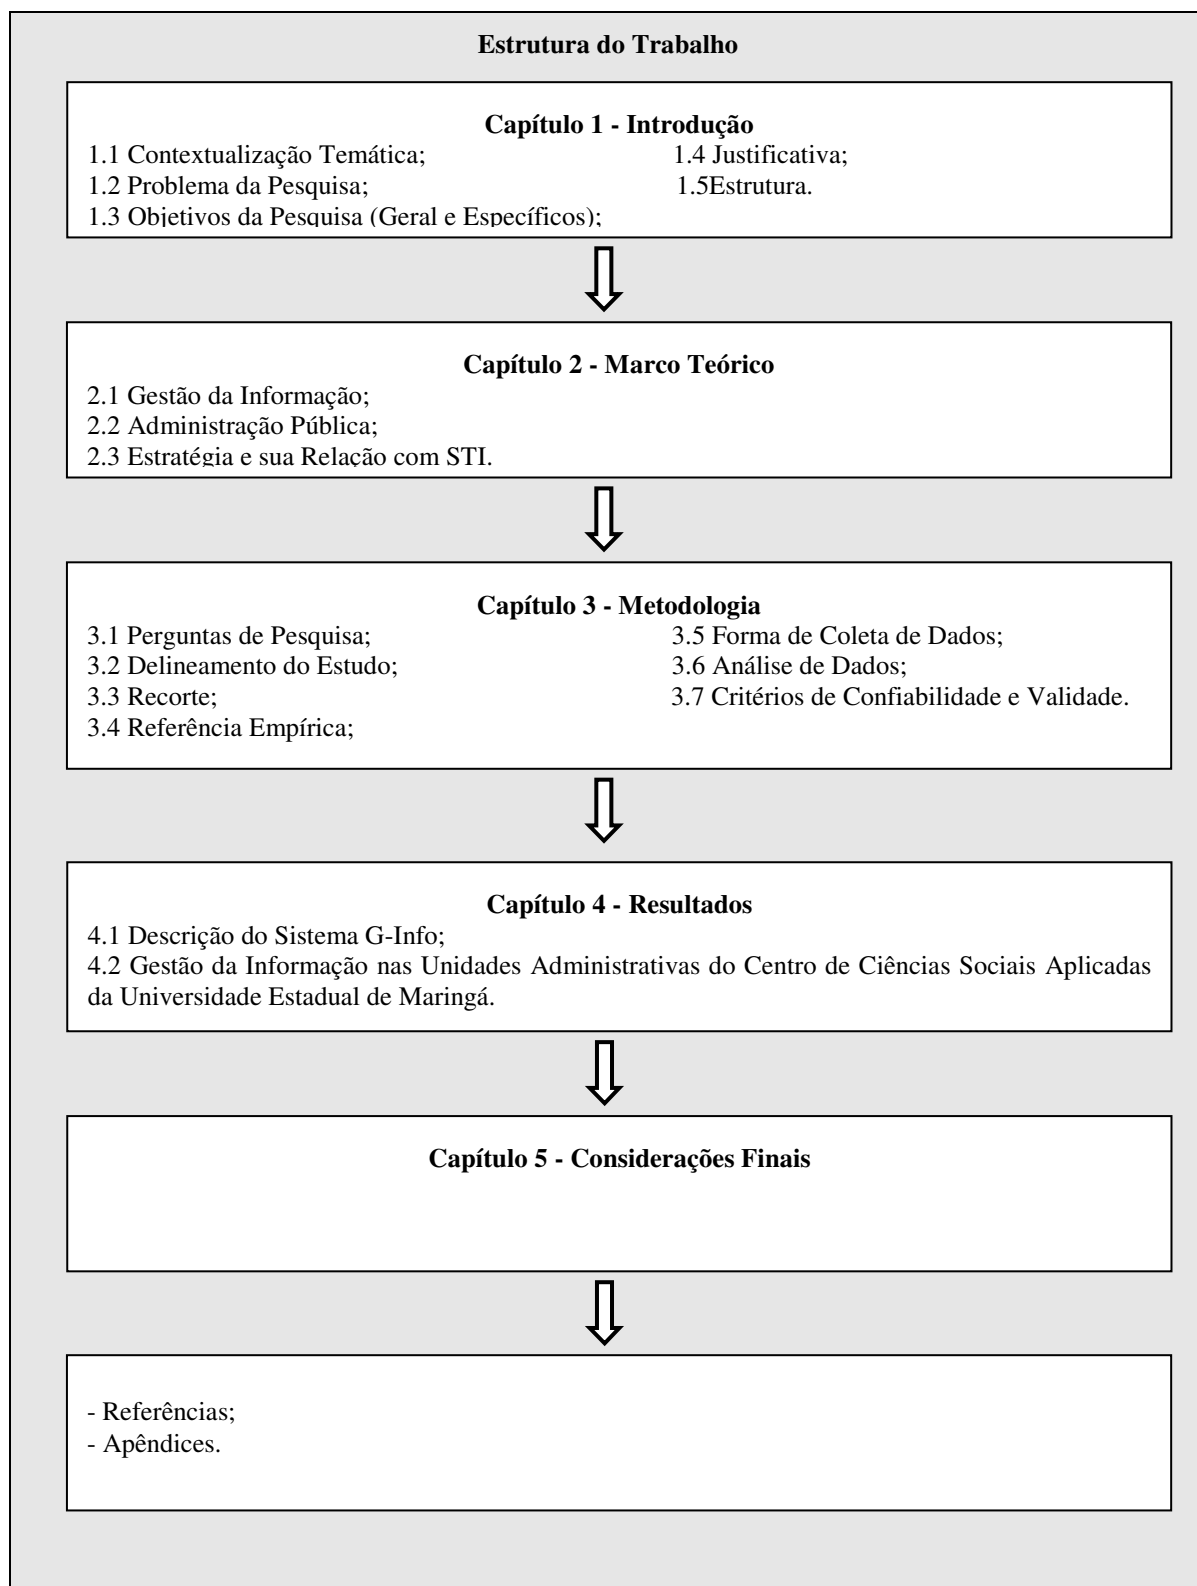 Estrutura do Trabalho
Capítulo 1 - Introdução
1.1 Contextualização Temática;
1.2 Problema da Pesquisa;
1.3 Objetivos da Pesquisa (Geral e Específicos);
1.4 Justificativa;
1.5Estrutura.
Capítulo 2 - Marco Teórico
2.1 Gestão da Informação;
2.2 Administração Pública;
2.3 Estratégia e sua Relação com STI.
Capítulo 3 - Metodologia
3.1 Perguntas de Pesquisa;
3.2 Delineamento do Estudo;
3.3 Recorte;
3.4 Referência Empírica;
3.5 Forma de Coleta de Dados;
3.6 Análise de Dados;
3.7 Critérios de Confiabilidade e Validade.
Capítulo 4 - Resultados
4.1 Descrição do Sistema G-Info;
4.2 Gestão da Informação nas Unidades Administrativas do Centro de Ciências Sociais Aplicadas
da Universidade Estadual de Maringá.
Capítulo 5 - Considerações Finais
- Referências;
- Apêndices.